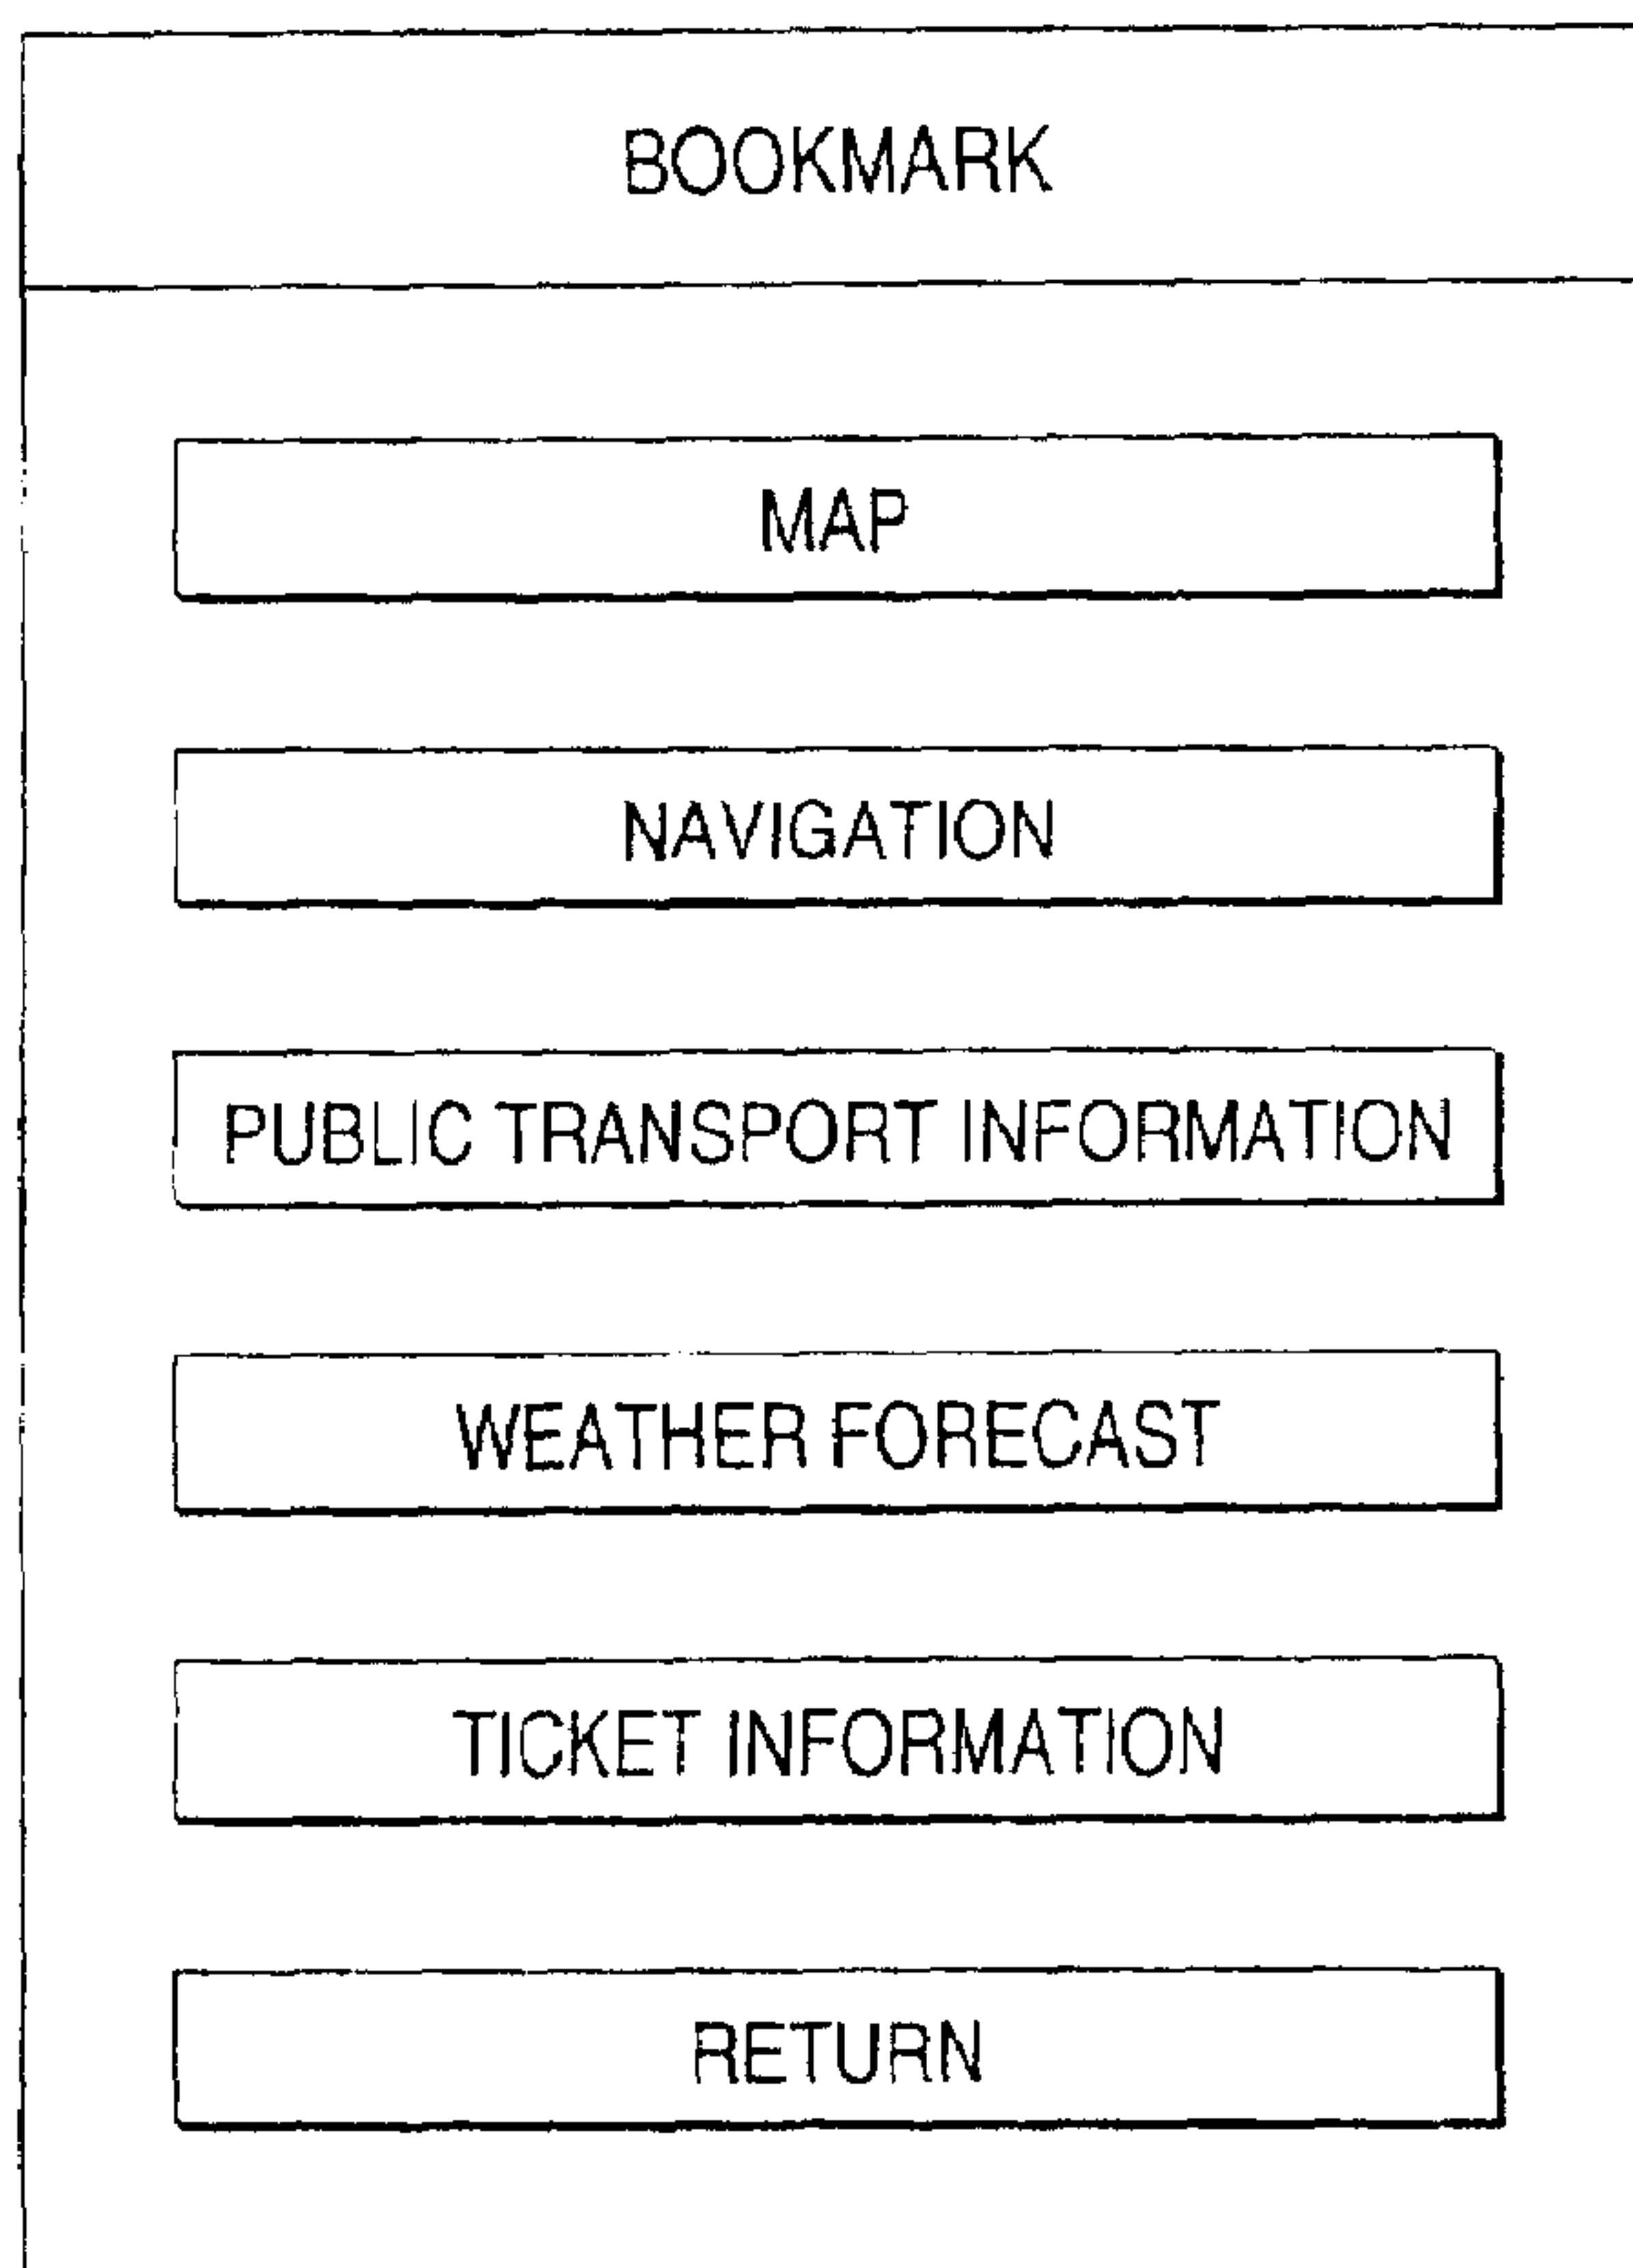 BOOKMARK
MAP
NAVIGATION
PUBLIC TRANSPORT INFORMATION
WEATHER FORECAST
TICKET INFORMATION
RETURN